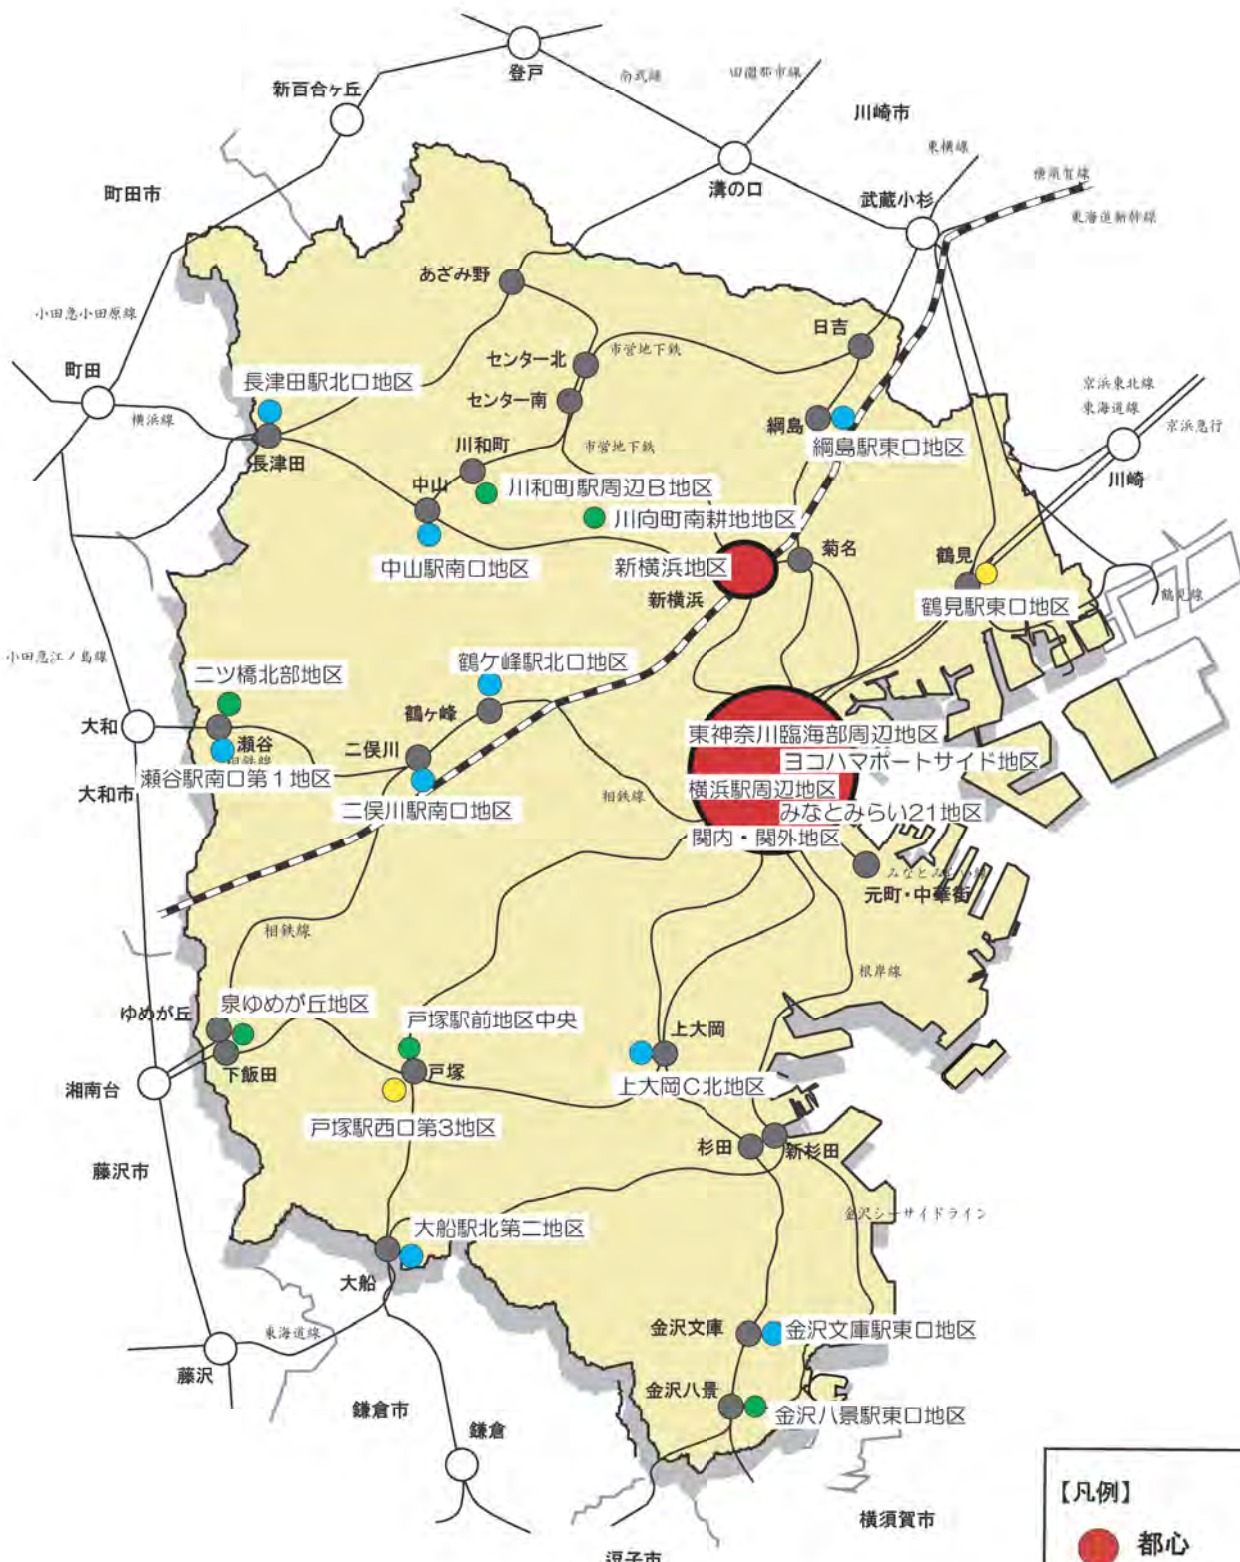 登戸
南武線
田園都市線
新百合ヶ丘
川崎市
東横線
溝の口
横須賀線
町田市
武蔵小杉
東海道新幹線
あざみ野
小田急小田原線
日吉
センター北
市営地下鉄
町田
長津田駅北口地区
京浜東北線
センター南
東海道線
横浜線
綱島
京浜急行
川和町
市営地下鉄
綱島駅東口地区
長津田
川崎
中山
川和町駅周辺B地区
川向町南耕地地区
中山駅南口地区
新横浜地区
菊名
鶴見
新横浜
鶴見駅東口地区
鶴見線
小田急江ノ島線
鶴ケ峰駅北口地区
二ツ橋北部地区
大和
鶴ヶ峰
瀬谷
二俣川
東神奈川臨海部周辺地区
相鉄線
ヨコハマポートサイド地区
瀬谷駅南口第1地区
大和市
横浜駅周辺地区
二俣川駅南口地区
相鉄線
みなとみらい21地区
関内・関外地区
みなとみらい線
元町・中華街
相鉄線
根岸線
泉ゆめが丘地区
ゆめが丘
戸塚駅前地区中央
上大岡
下飯田
戸塚
湘南台
上大岡C北地区
戸塚駅西口第3地区
杉田
新杉田
藤沢市
金沢シーサイドライン
大船駅北第二地区
大船
東海道線
金沢文庫
金沢文庫駅東口地区
藤沢
金沢八景
鎌倉市
金沢八景駅東口地区
鎌倉
横須賀市
【凡例】
都心
逗子市